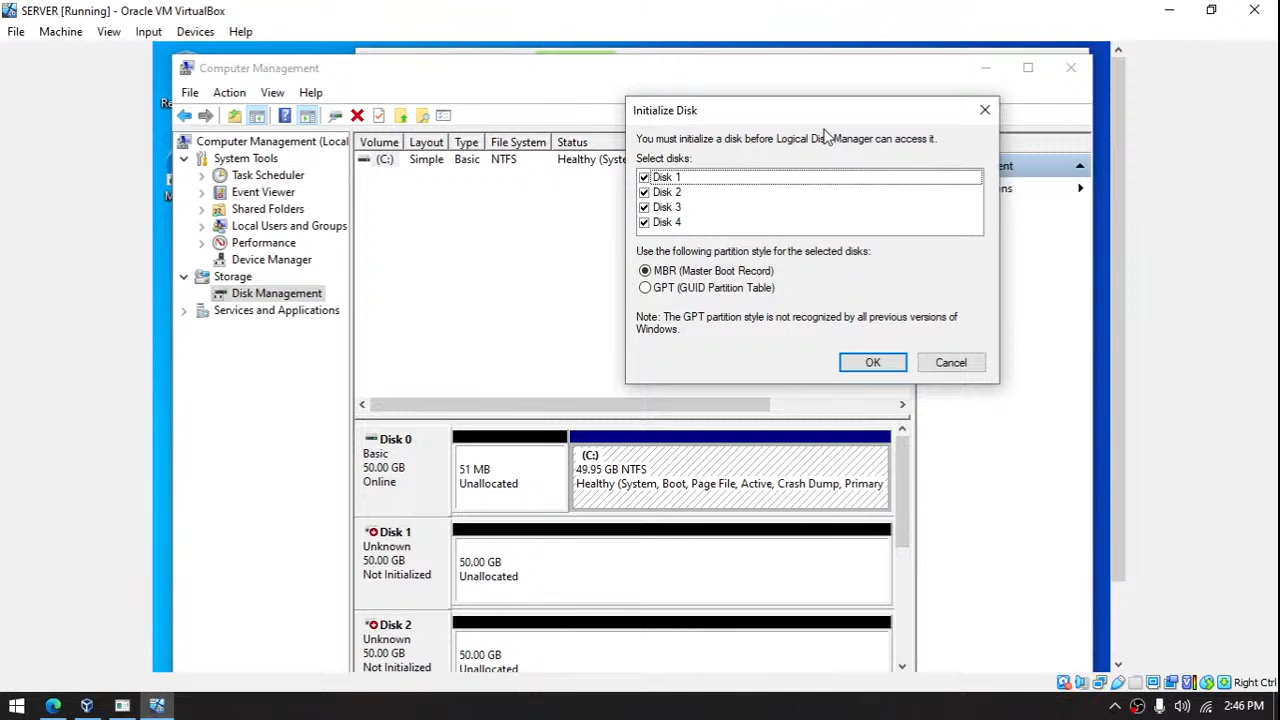 SERVER [Running] - Oracle VM VirtualBox
File Machine View Input Devices Help
Re
Computer Management
File Action View Help
Computer Management (Local
System Tools
Task Scheduler
Event Viewer
Shared Folders
Local Users and Groups
Performance
Device Manager
Storage
Disk Management
Services and Applications
Volume Layout Type File System Status
(C:) Simple Basic NTFS Healthy (Syste
Initialize Disk
You must initialize a disk before Logical Disk Manager can access it.
Select disks:
Disk 1
Disk 2
Disk 3
Disk 4
Use the following partition style for the selected disks:
MBR (Master Boot Record)
GPT (GUID Partition Table)
Note: The GPT partition style is not recognized by all previous versions of
Windows.
OK Cancel
ent
ns
Disk 0
Basic
50.00 GB
Online
51 MB
Unallocated
(C:)
49.95 GB NTFS
Healthy (System, Boot, Page File, Active, Crash Dump, Primary
Disk 1
Unknown
50.00 GB
Not Initialized
50.00 GB
Unallocated
Disk 2
Unknown
50.00 GB
Not Initialized
50.00 GB
Unallocated
Right Ctrl
2:46 PM